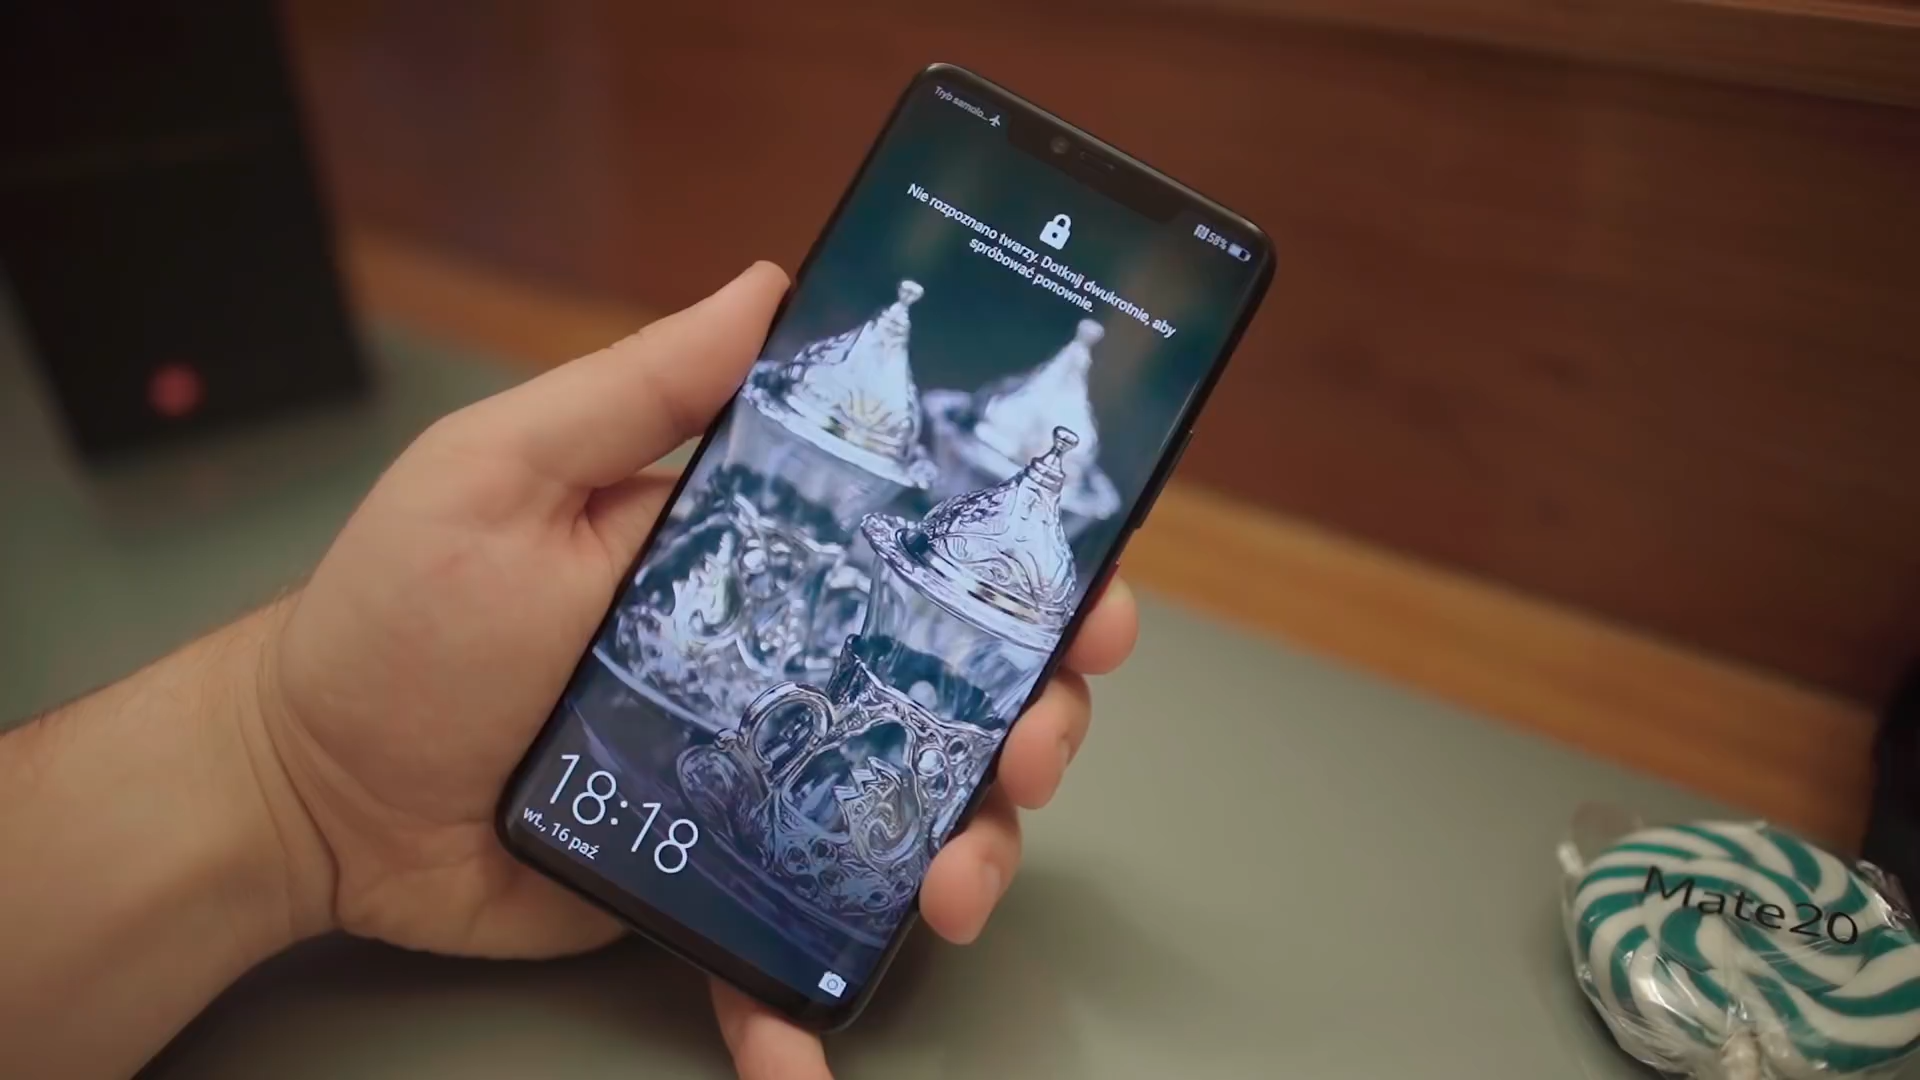 Tryb samolo...
58%
Nie rozpoznano twarzy. Dotknij dwukrotnie, aby
spróbować ponownie.
18:18
wt., 16 paź
Mate20